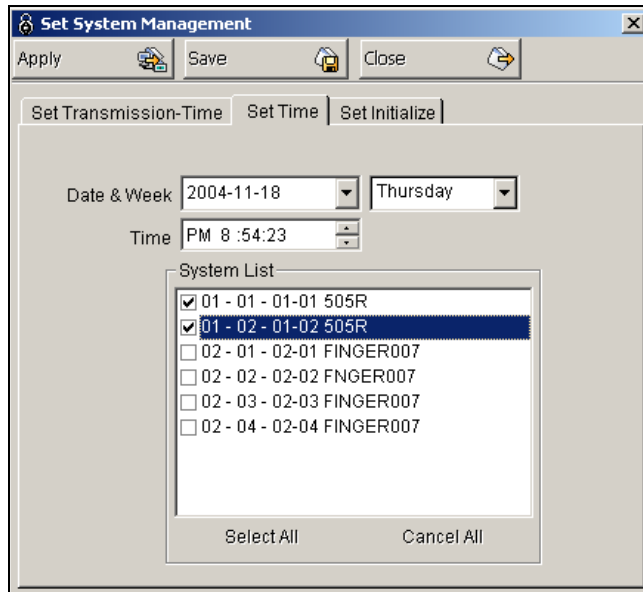 Set System Management
Apply Save Close
Set Transmission-Time Set Time Set Initialize
Date & Week 2004-11-18 Thursday
Time PM 8 :54:23
System List
01 - 01 - 01-01 505R
01 - 02 - 01-02 505R
02 - 01 - 02-01 FINGER007
02 - 02 - 02-02 FNGER007
02 - 03 - 02-03 FINGER007
02 - 04 - 02-04 FINGER007
Select All Cancel All